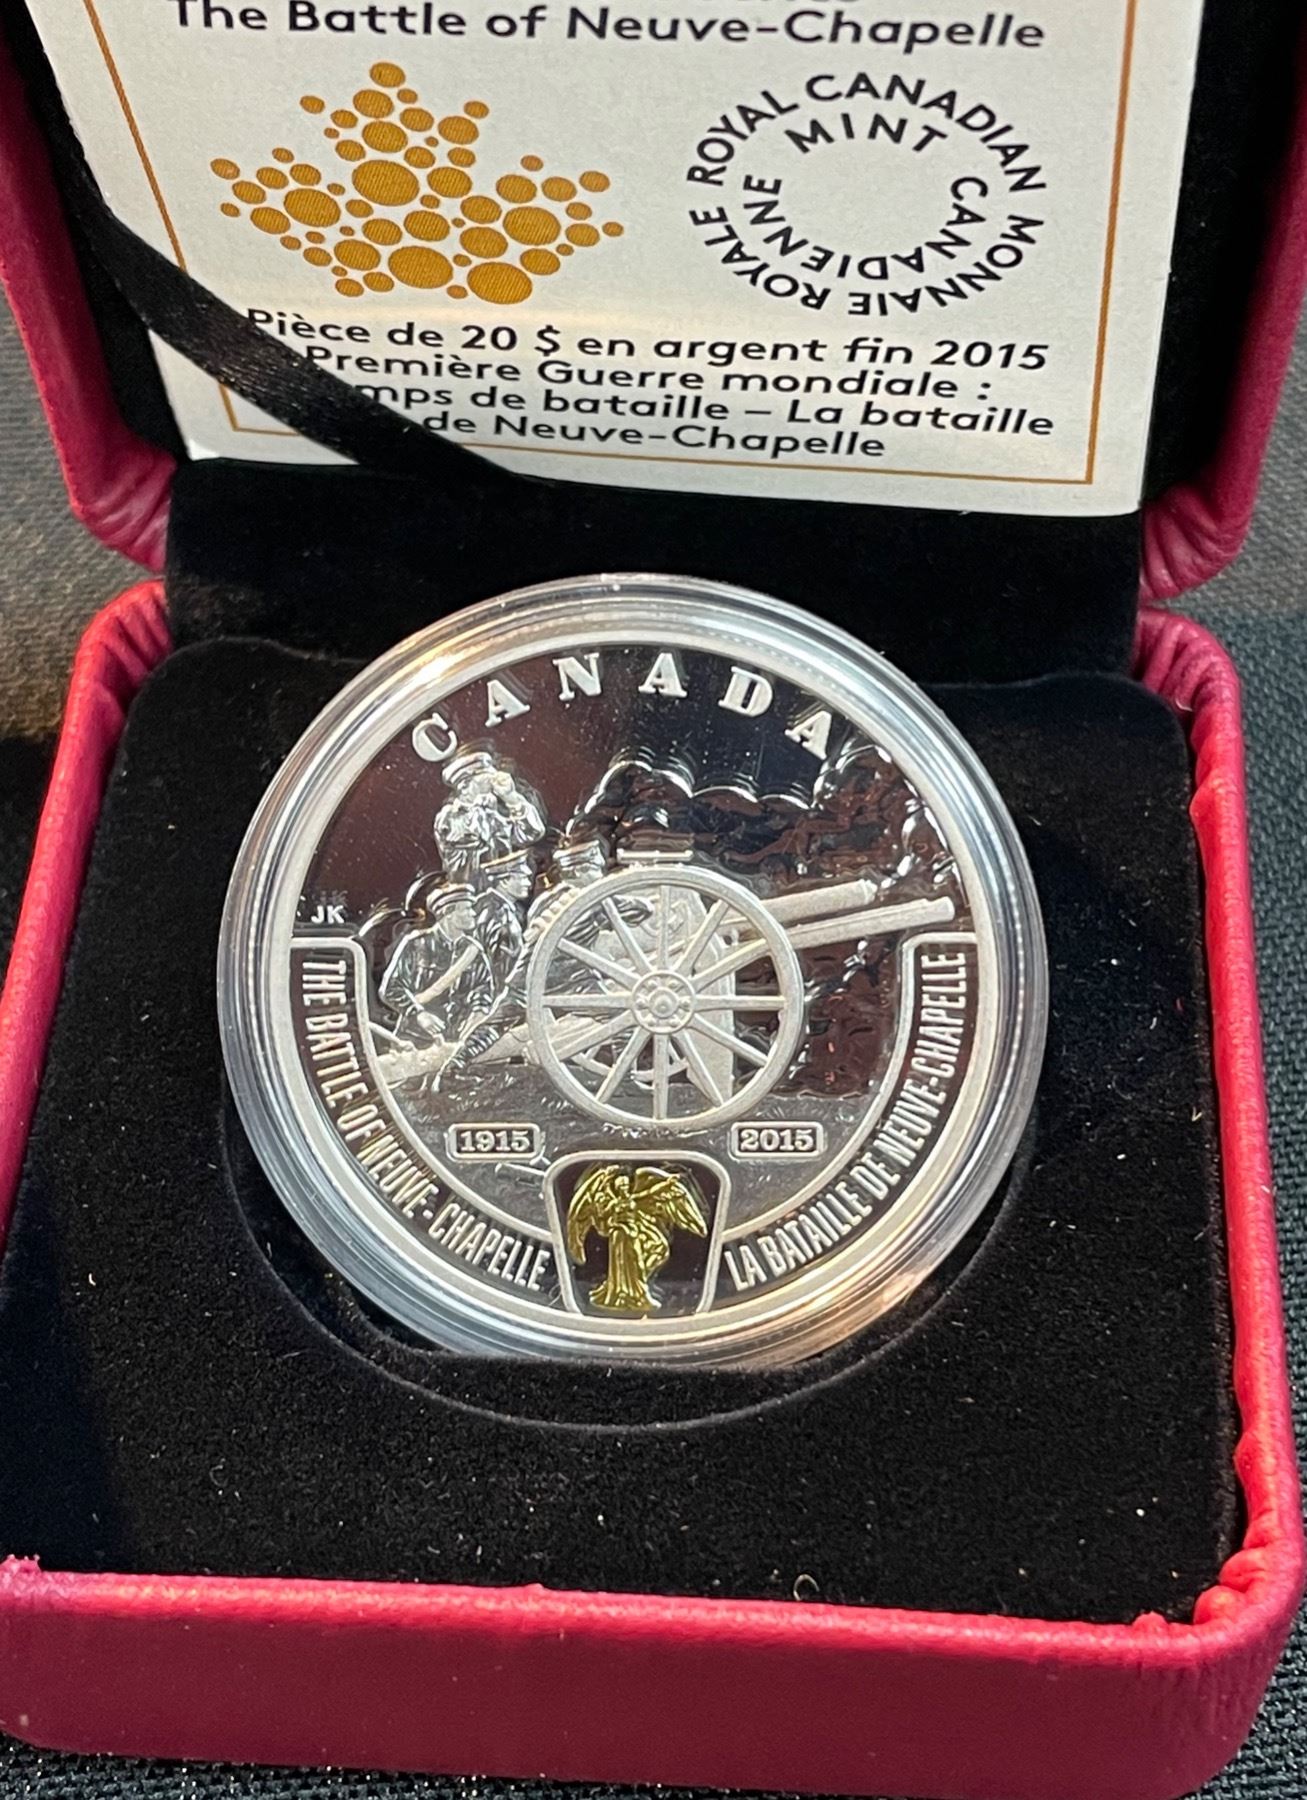 The Battle of Neuve-Chapelle
ROYAL CANADIAN
MINT
MONNAIE ROYALE
CANADIENNE
Pièce de 20 $ en argent fin 2015
Première Guerre mondiale :
de bataille – La bataille
de Neuve-Chapelle
CANADA
JK
THE BATTLE OF NEUVE-CHAPELLE
LA BATAILLE DE NEUVE-CHAPELLE
1915
2015